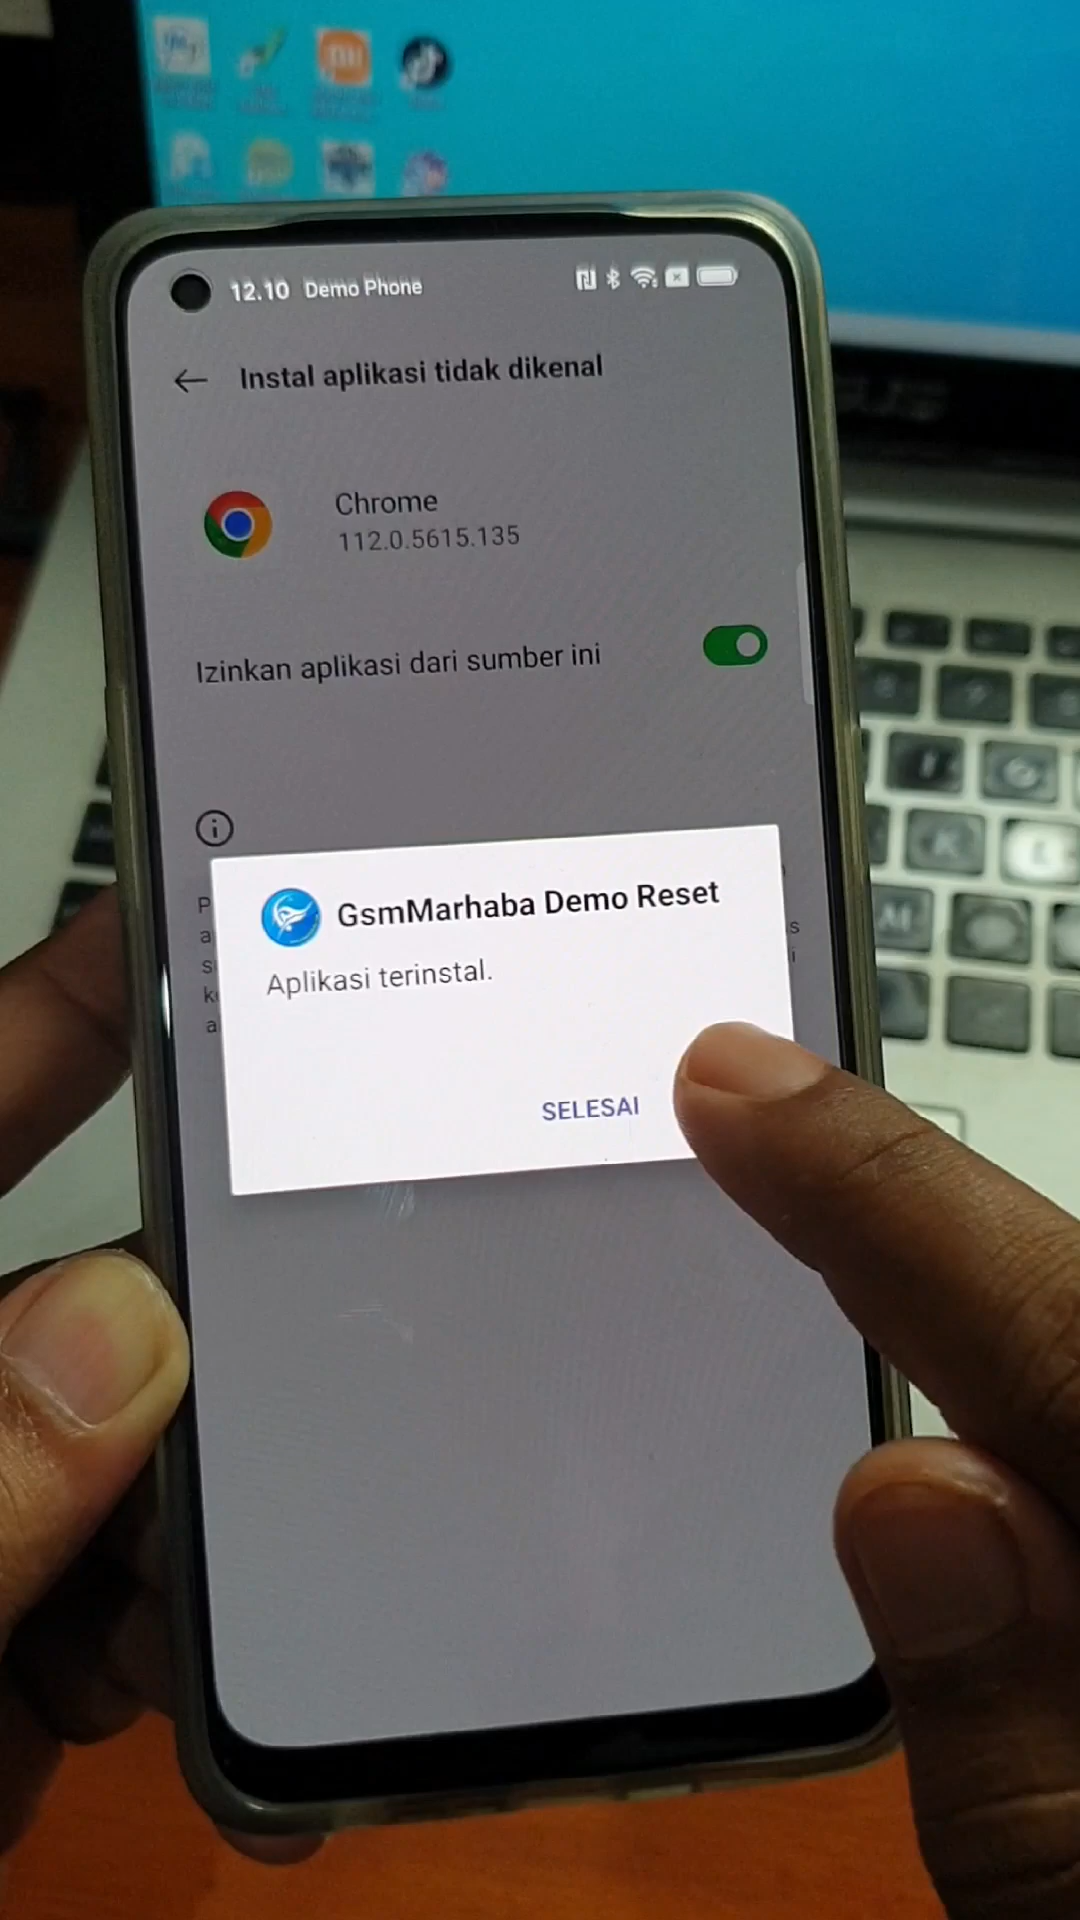 12.10 Demo Phone
Instal aplikasi tidak dikenal
Chrome
112.0.5615.135
Izinkan aplikasi dari sumber ini
GsmMarhaba Demo Reset
Aplikasi terinstal.
SELESAI